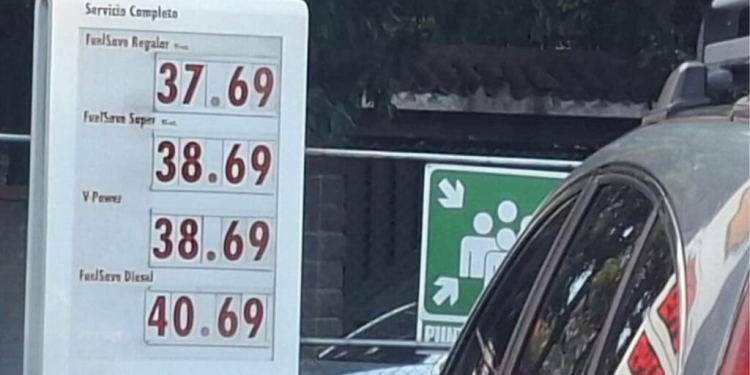 Servicio Completo
FuelSave Regular
37.69
FuelSave Super
38.69
V-Power
38.69
FuelSave Diesel
40.69